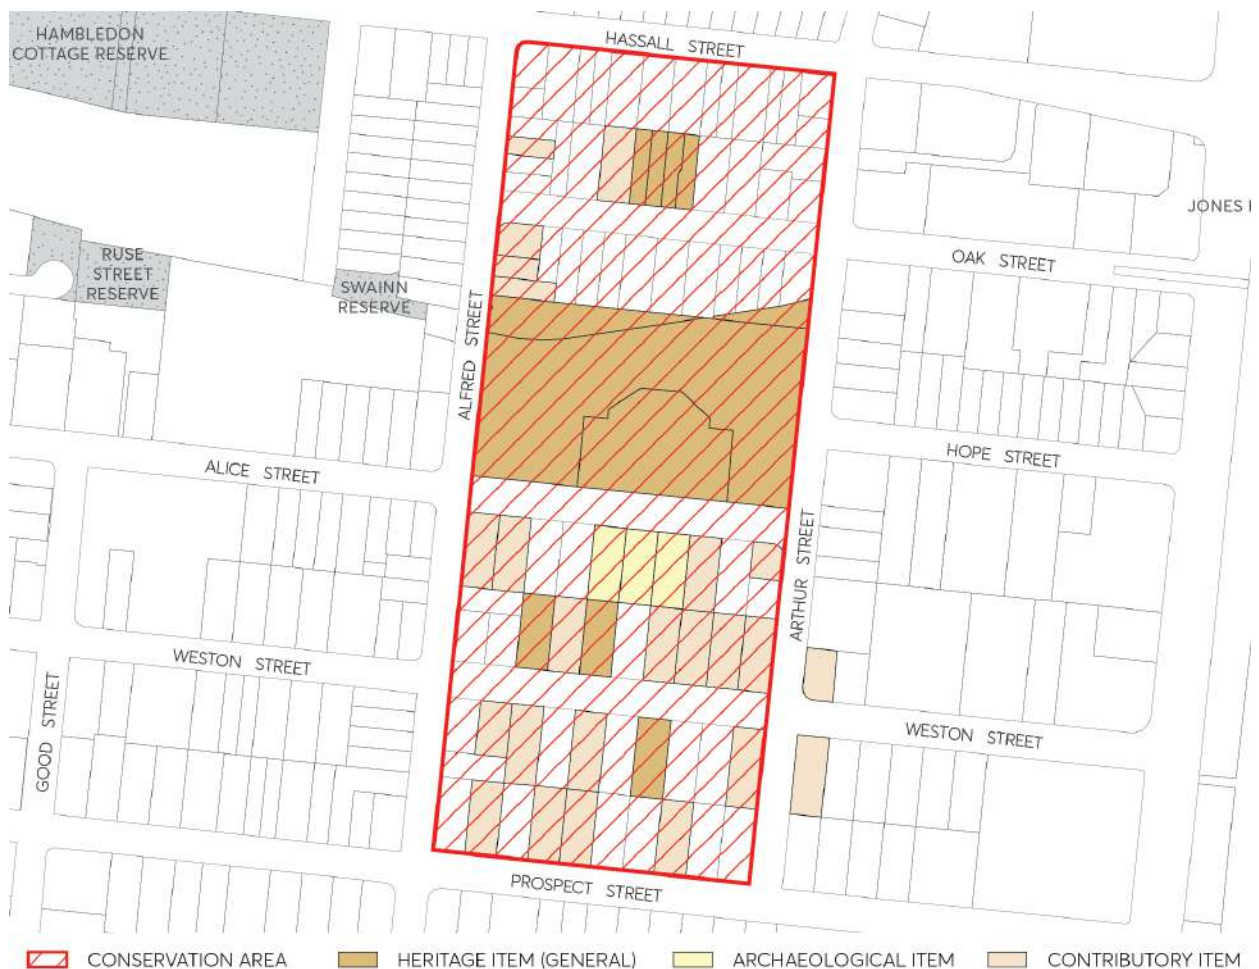 HASSALL STREET
HAMBLEDON
COTTAGE RESERVE
JONES
OAK STREET
RUSE
STREET
RESERVE
SWAINN
RESERVE
ALFRED STREET
HOPE STREET
ALICE STREET
ARTHUR STREET
WESTON STREET
GOOD STREET
WESTON STREET
PROSPECT STREET
CONSERVATION AREA
HERITAGE ITEM (GENERAL)
ARCHAEOLOGICAL ITEM
CONTRIBUTORY ITEM